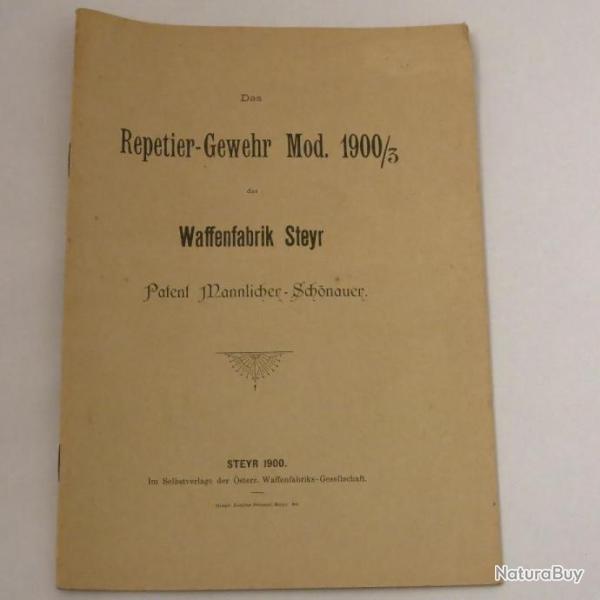 Das
Repetier-Gewehr Mod. 1900/3
der
Waffenfabrik Steyr
Patent Mannlicher-Schönauer.
STEYR 1900.
Im Selbstverlage der Österr. Waffenfabriks-Gesellschaft.
NaturaBuy